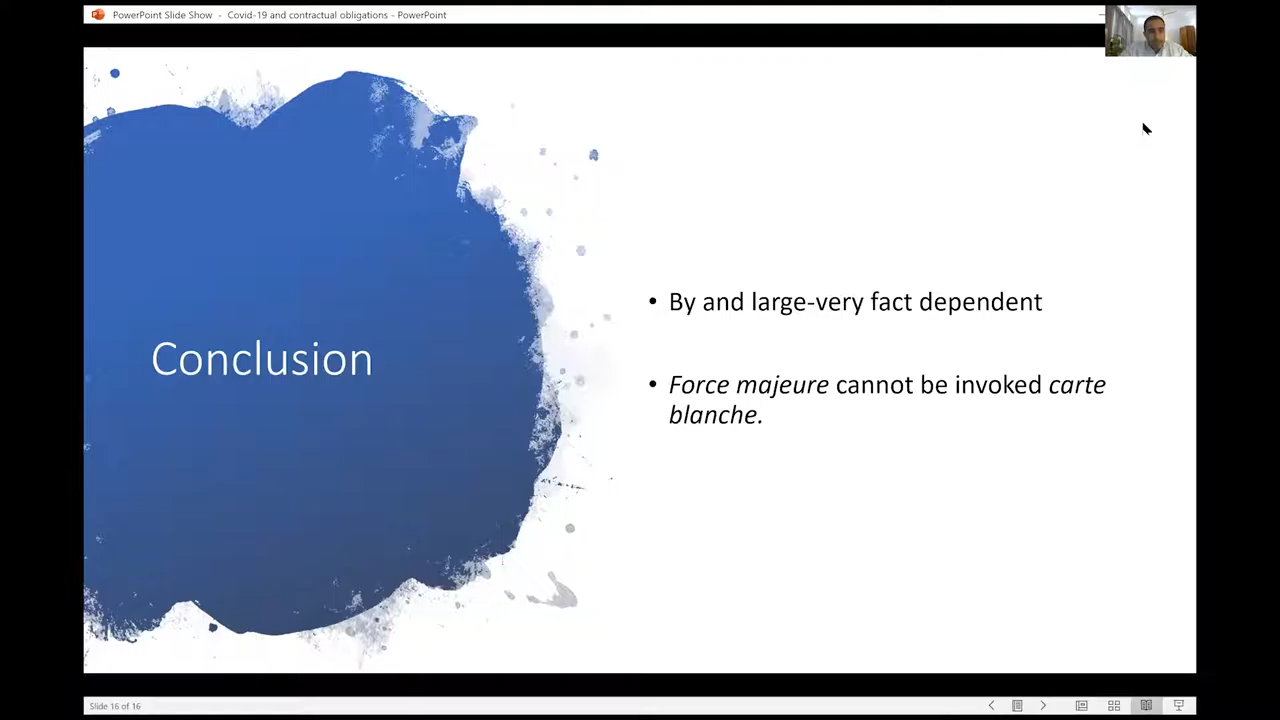 PowerPoint Slide Show - Covid-19 and contractual obligations - PowerPoint
Conclusion
• By and large-very fact dependent
• Force majeure cannot be invoked carte
blanche.
Slide 16 of 16